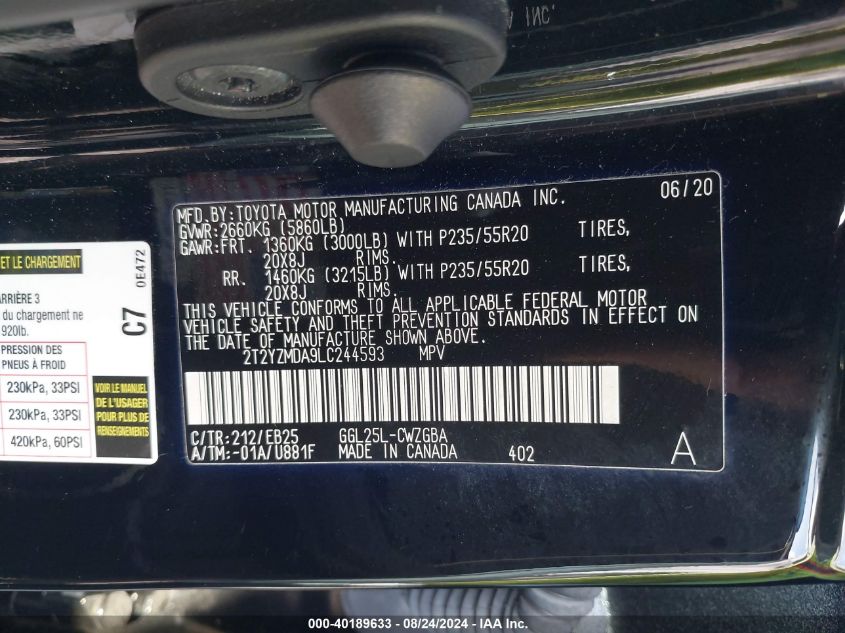 INC
MFD. BY:TOYOTA MOTOR MANUFACTURING CANADA INC. 06/20
GVWR:2660KG (5860LB)
GAWR:FRT. 1360KG (3000LB) WITH P235/55R20 TIRES,
20X8J RIMS.
RR. 1460KG (3215LB) WITH P235/55R20 TIRES,
20X8J RIMS.
THIS VEHICLE CONFORMS TO ALL APPLICABLE FEDERAL MOTOR
VEHICLE SAFETY AND THEFT PREVENTION STANDARDS IN EFFECT ON
THE DATE OF MANUFACTURE SHOWN ABOVE.
2T2YZMDA9LC244593 MPV
C/TR:212/EB25 GGL25L-CWZGBA
A/TM:-01A/U881F MADE IN CANADA 402 A
ET LE CHARGEMENT
ARRIÈRE 3
du chargement ne
920lb.
PRESSION DES
PNEUS À FROID
230kPa, 33PSI
230kPa, 33PSI
420kPa, 60PSI
VOIR LE MANUEL
DE L'USAGER
POUR PLUS DE
RENSEIGNEMENTS
C7
0E472
000-40189633 - 08/24/2024 - IAA Inc.